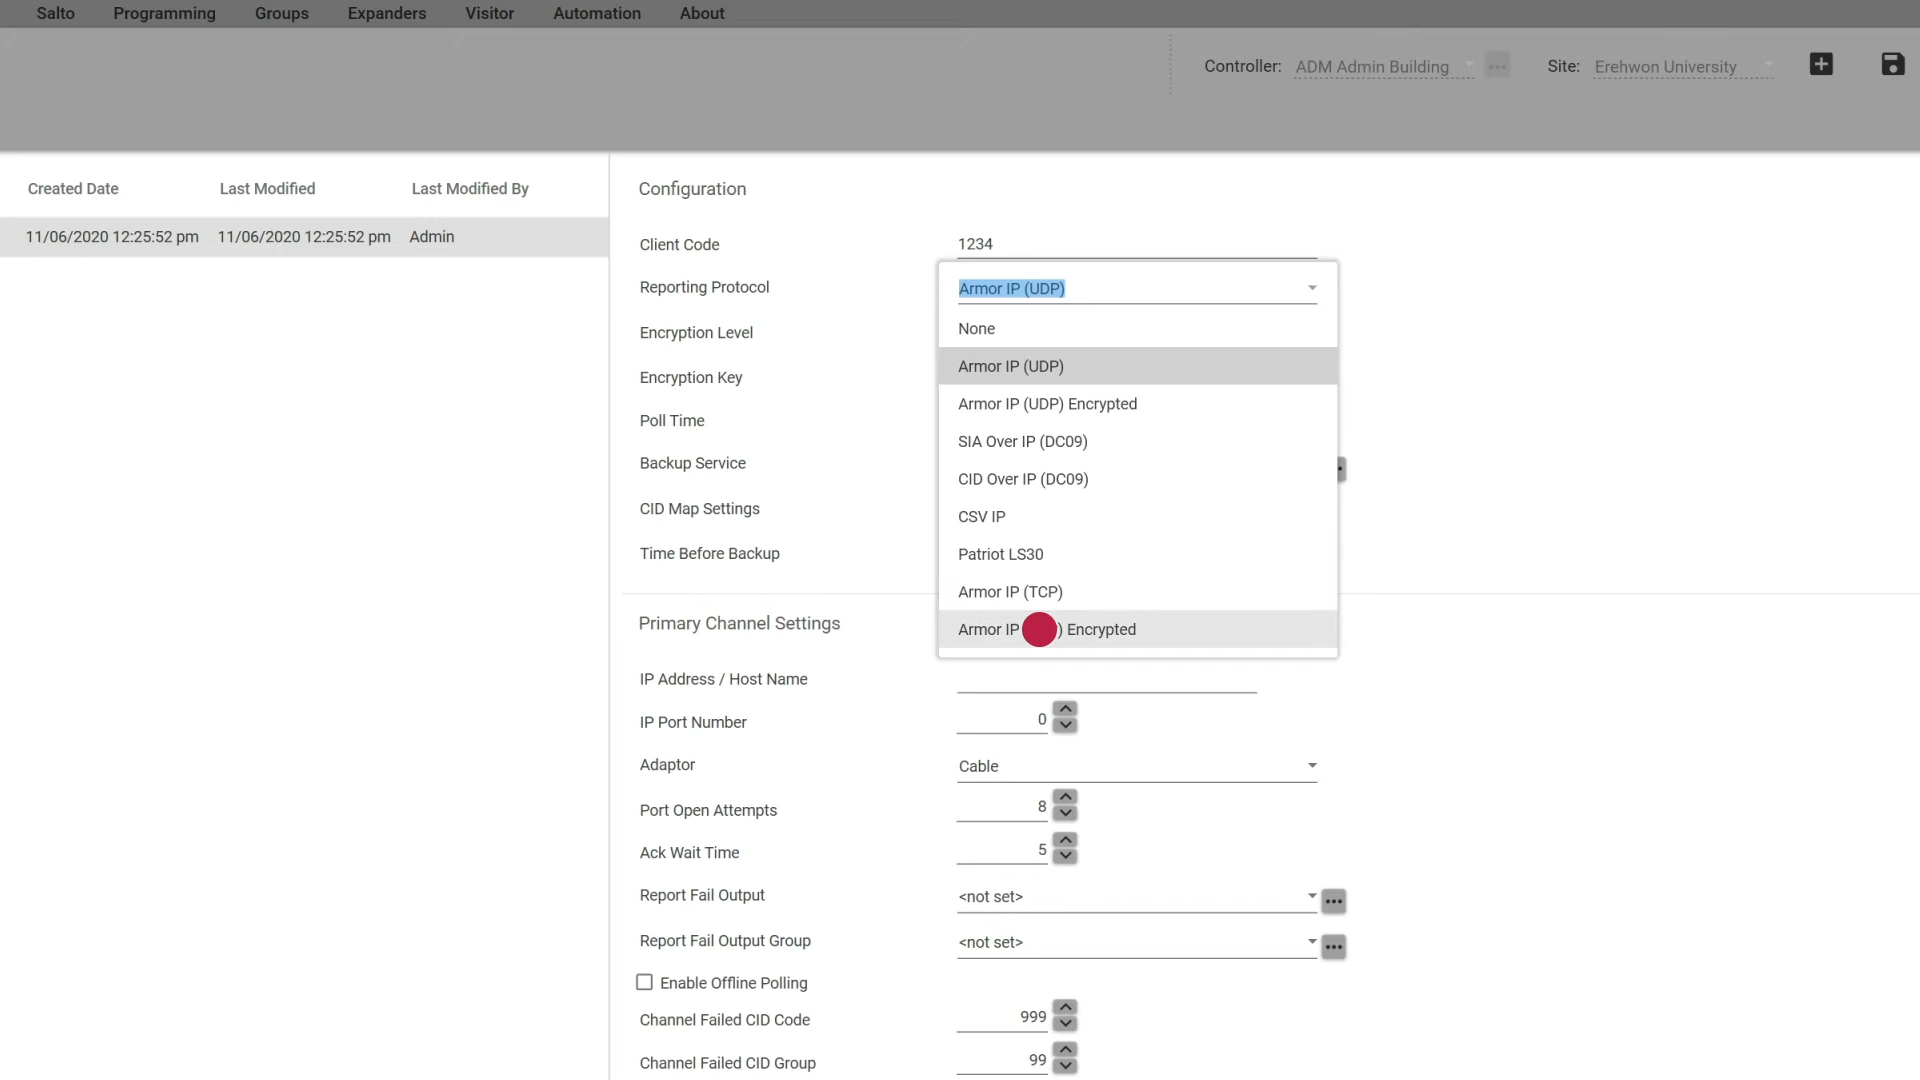 Salto Programming Groups Expanders Visitor Automation About
Controller: ADM Admin Building Site: Erehwon University
Created Date Last Modified Last Modified By
11/06/2020 12:25:52 pm 11/06/2020 12:25:52 pm Admin
Configuration
Client Code 1234
Reporting Protocol Armor IP (UDP)
None
Encryption Level
Armor IP (UDP)
Encryption Key
Armor IP (UDP) Encrypted
Poll Time
SIA Over IP (DC09)
Backup Service
CID Over IP (DC09)
CID Map Settings
CSV IP
Time Before Backup
Patriot LS30
Armor IP (TCP)
Primary Channel Settings
Armor IP ) Encrypted
IP Address / Host Name
IP Port Number 0
Adaptor Cable
Port Open Attempts 8
Ack Wait Time 5
Report Fail Output <not set>
Report Fail Output Group <not set>
Enable Offline Polling
Channel Failed CID Code 999
Channel Failed CID Group 99